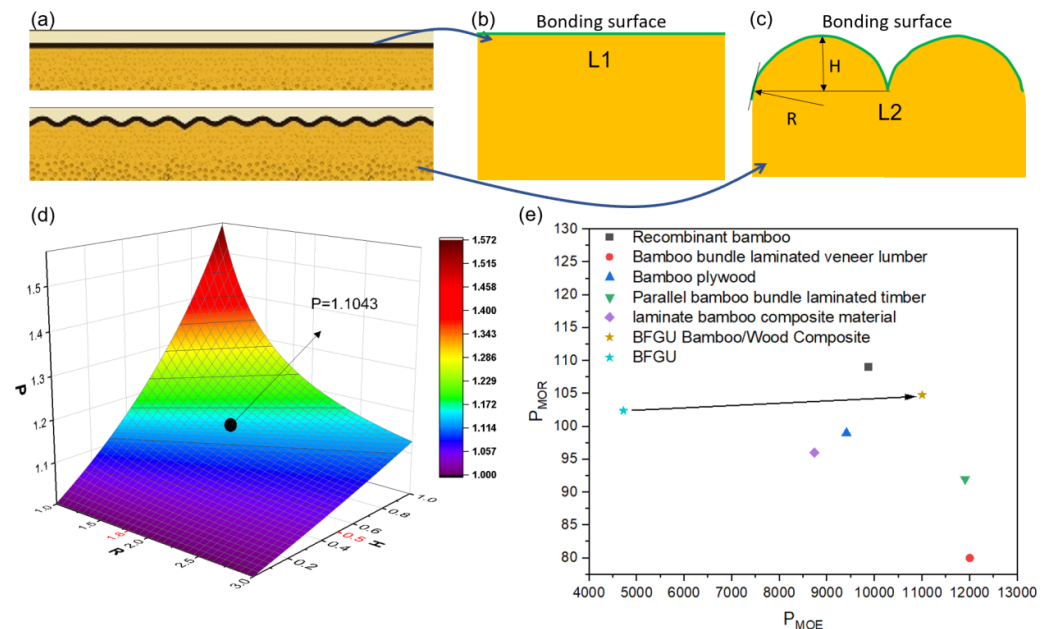 (a)
(b)
Bonding surface
L1
(c)
Bonding surface
H
R
L2
(d)
P=1.1043
P
1.5
1.4
1.3
1.2
1.1
1.0
1.5
1.8
2.0
2.5
3.0
R
0.2
0.4
0.5
0.6
0.8
1.0
H
1.572
1.515
1.457
1.400
1.343
1.286
1.229
1.172
1.114
1.057
1.000
(e)
Recombinant bamboo
Bamboo bundle laminated veneer lumber
Bamboo plywood
Parallel bamboo bundle laminated timber
laminate bamboo composite material
BFGU Bamboo/Wood Composite
BFGU
P_MOR
130
125
120
115
110
105
100
95
90
85
80
4000 5000 6000 7000 8000 9000 10000 11000 12000 13000
P_MOE